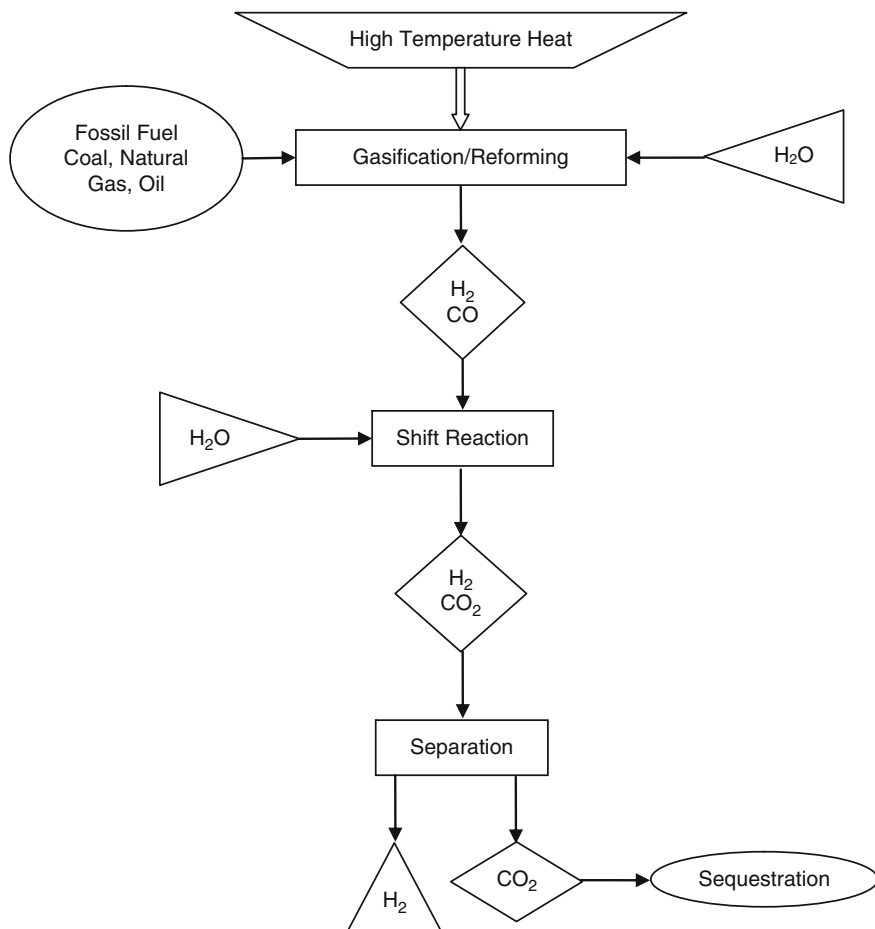 High Temperature Heat
Fossil Fuel
Coal, Natural
Gas, Oil
Gasification/Reforming
H₂O
H₂
CO
H₂O
Shift Reaction
H₂
CO₂
Separation
H₂
CO₂
Sequestration